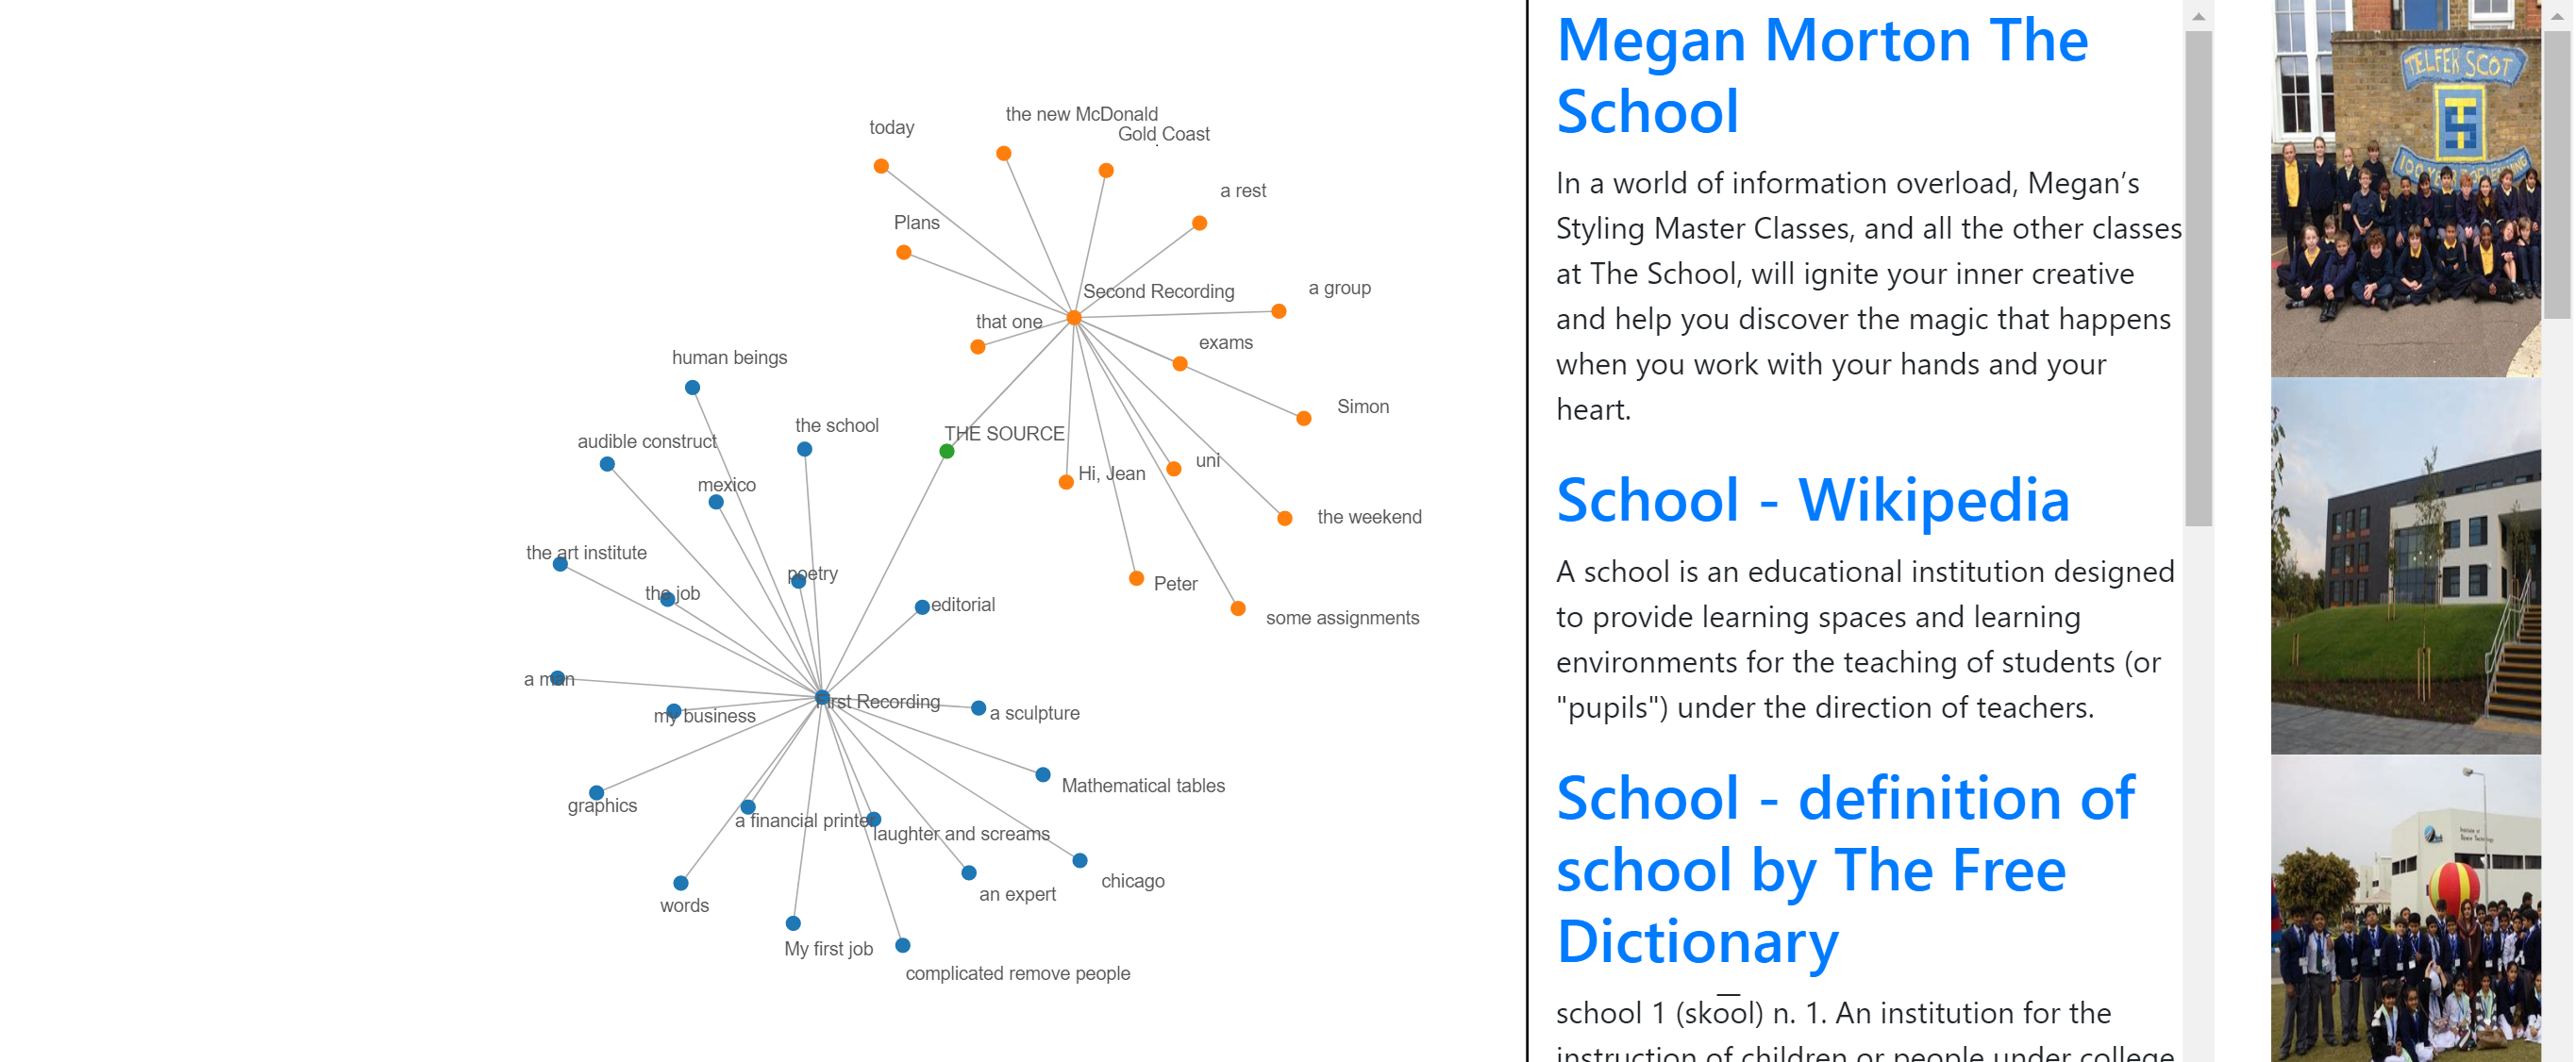 the new McDonald
today
Gold Coast
a rest
Plans
Second Recording
a group
that one
exams
human beings
Simon
the school
THE SOURCE
audible construct
uni
Hi, Jean
mexico
the weekend
the art institute
poetry
Peter
the job
editorial
some assignments
a man
First Recording
my business
a sculpture
Mathematical tables
graphics
a financial printer
laughter and screams
chicago
an expert
words
My first job
complicated remove people
Megan Morton The
School
In a world of information overload, Megan’s
Styling Master Classes, and all the other classes
at The School, will ignite your inner creative
and help you discover the magic that happens
when you work with your hands and your
heart.
School - Wikipedia
A school is an educational institution designed
to provide learning spaces and learning
environments for the teaching of students (or
"pupils") under the direction of teachers.
School - definition of
school by The Free
Dictionary
school 1 (sko͞ol) n. 1. An institution for the
instruction of children or people under college
TELFER SCOT
TS